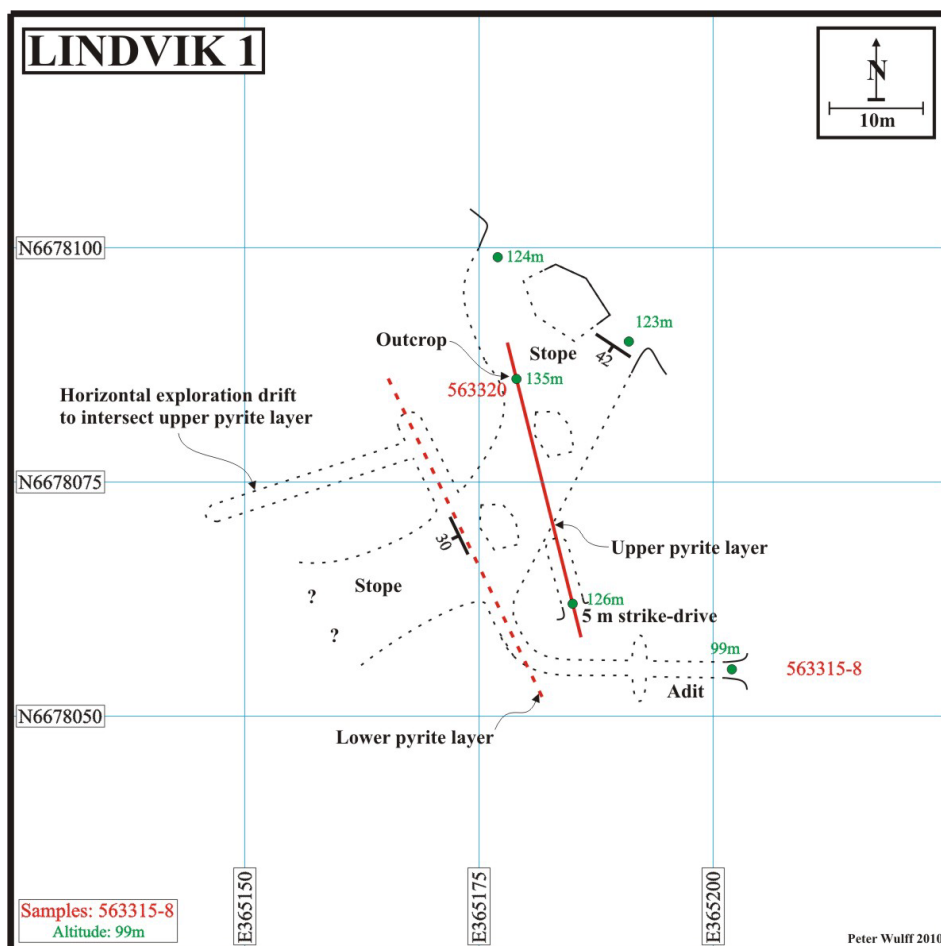 LINDVIK 1
N
10m
N6678100
124m
123m
Outcrop
Stope
42
135m
563320
Horizontal exploration drift
to intersect upper pyrite layer
N6678075
30
Upper pyrite layer
Stope
?
?
126m
5 m strike-drive
99m
563315-8
Adit
N6678050
Lower pyrite layer
E365150
E365175
E365200
Samples: 563315-8
Altitude: 99m
Peter Wulff 2010